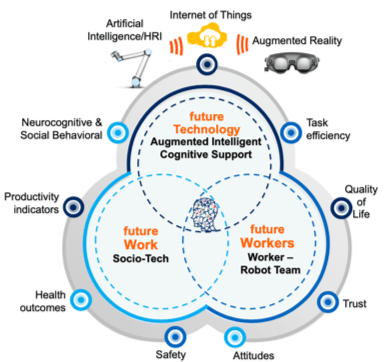 Internet of Things
Artificial
Intelligence/HRI
Augmented Reality
future
Technology
Augmented Intelligent
Cognitive Support
Neurocognitive &
Social Behavioral
Task
efficiency
Productivity
indicators
Quality
of
Life
future
Work
Socio-Tech
future
Workers
Worker –
Robot Team
Health
outcomes
Trust
Safety
Attitudes